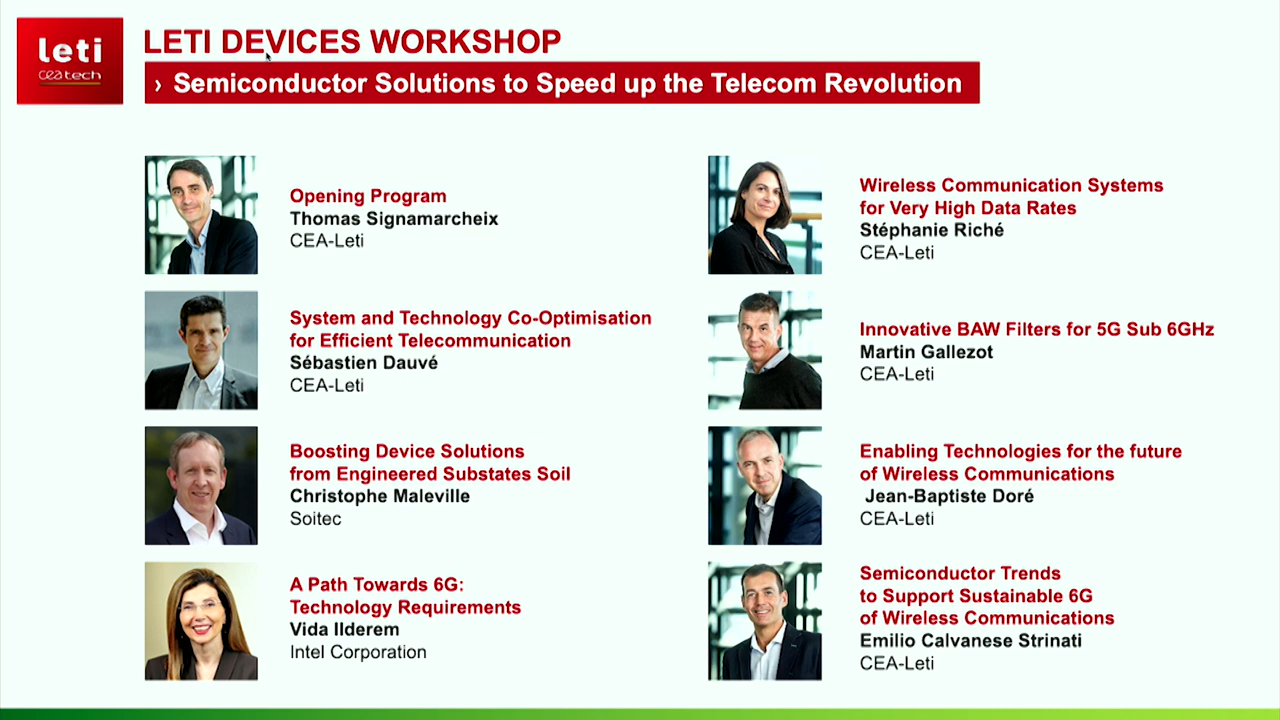 leti
ceatech
LETI DEVICES WORKSHOP
› Semiconductor Solutions to Speed up the Telecom Revolution
Opening Program
Thomas Signamarcheix
CEA-Leti
System and Technology Co-Optimisation
for Efficient Telecommunication
Sébastien Dauvé
CEA-Leti
Boosting Device Solutions
from Engineered Substates Soil
Christophe Maleville
Soitec
A Path Towards 6G:
Technology Requirements
Vida Ilderem
Intel Corporation
Wireless Communication Systems
for Very High Data Rates
Stéphanie Riché
CEA-Leti
Innovative BAW Filters for 5G Sub 6GHz
Martin Gallezot
CEA-Leti
Enabling Technologies for the future
of Wireless Communications
Jean-Baptiste Doré
CEA-Leti
Semiconductor Trends
to Support Sustainable 6G
of Wireless Communications
Emilio Calvanese Strinati
CEA-Leti